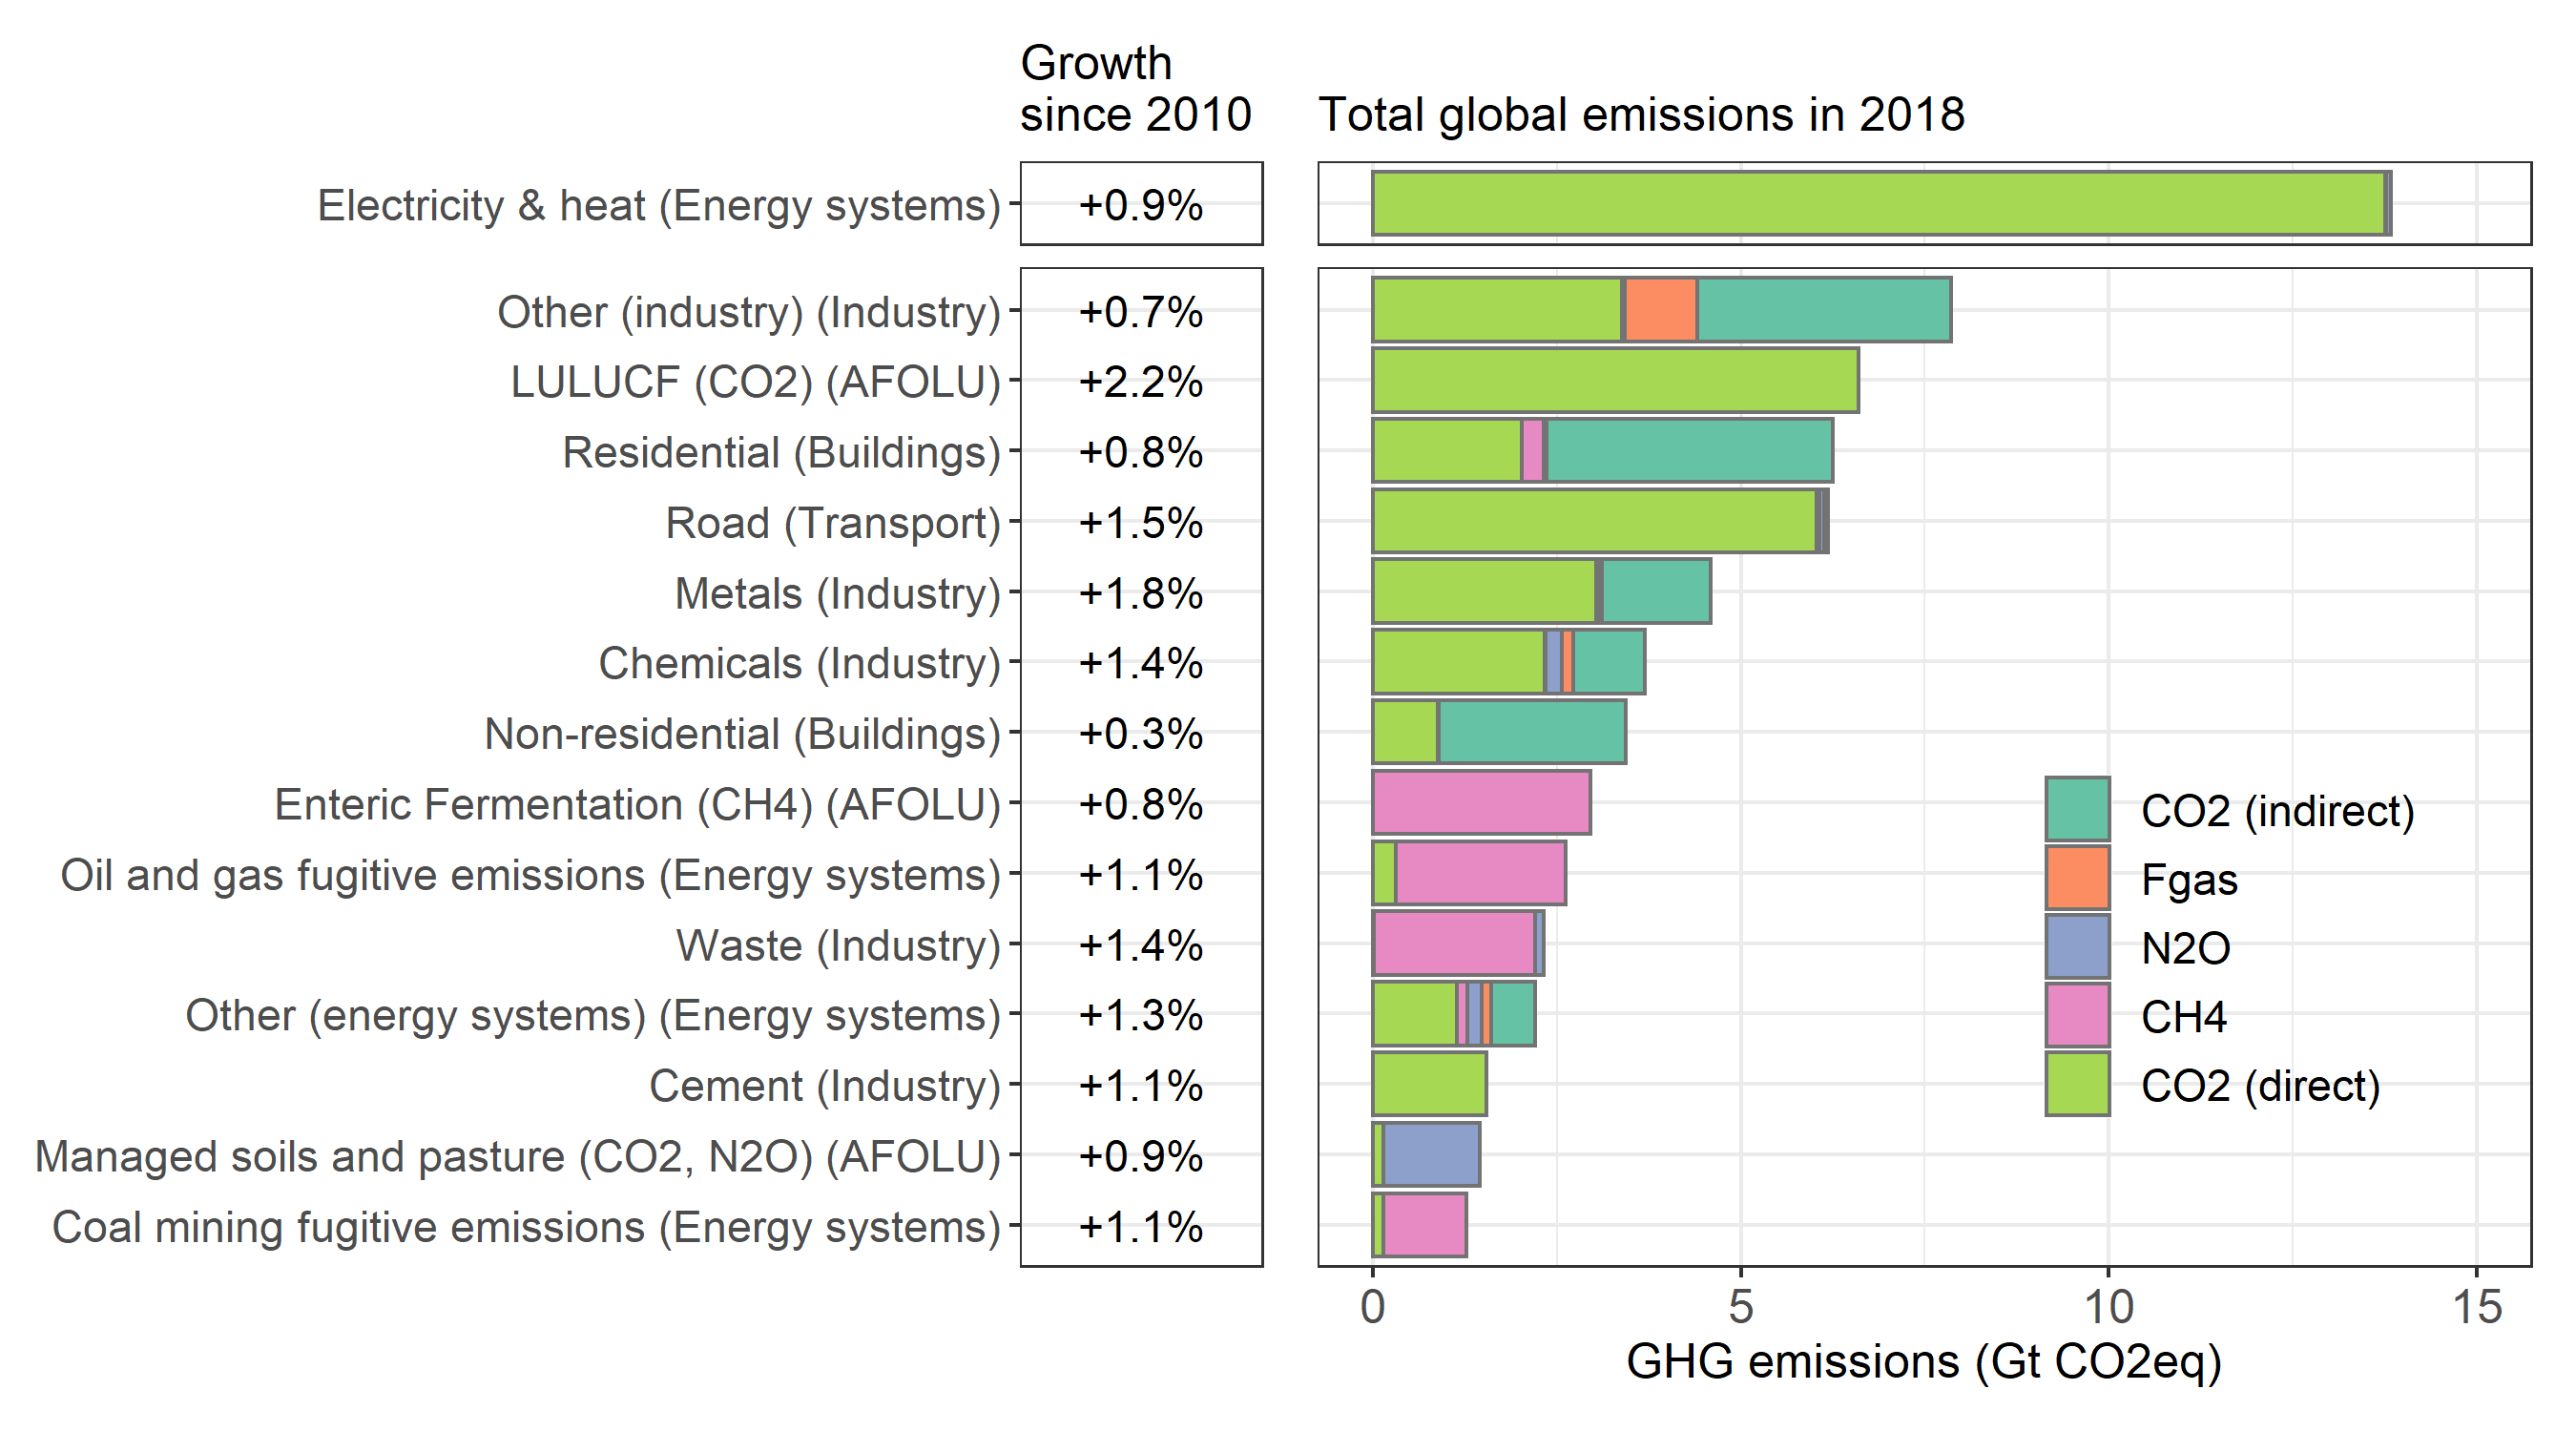 Growth
since 2010
Total global emissions in 2018
Electricity & heat (Energy systems)
+0.9%
Other (industry) (Industry)
+0.7%
LULUCF (CO2) (AFOLU)
+2.2%
Residential (Buildings)
+0.8%
Road (Transport)
+1.5%
Metals (Industry)
+1.8%
Chemicals (Industry)
+1.4%
Non-residential (Buildings)
+0.3%
Enteric Fermentation (CH4) (AFOLU)
+0.8%
Oil and gas fugitive emissions (Energy systems)
+1.1%
Waste (Industry)
+1.4%
Other (energy systems) (Energy systems)
+1.3%
Cement (Industry)
+1.1%
Managed soils and pasture (CO2, N2O) (AFOLU)
+0.9%
Coal mining fugitive emissions (Energy systems)
+1.1%
CO2 (indirect)
Fgas
N2O
CH4
CO2 (direct)
0 5 10 15
GHG emissions (Gt CO2eq)